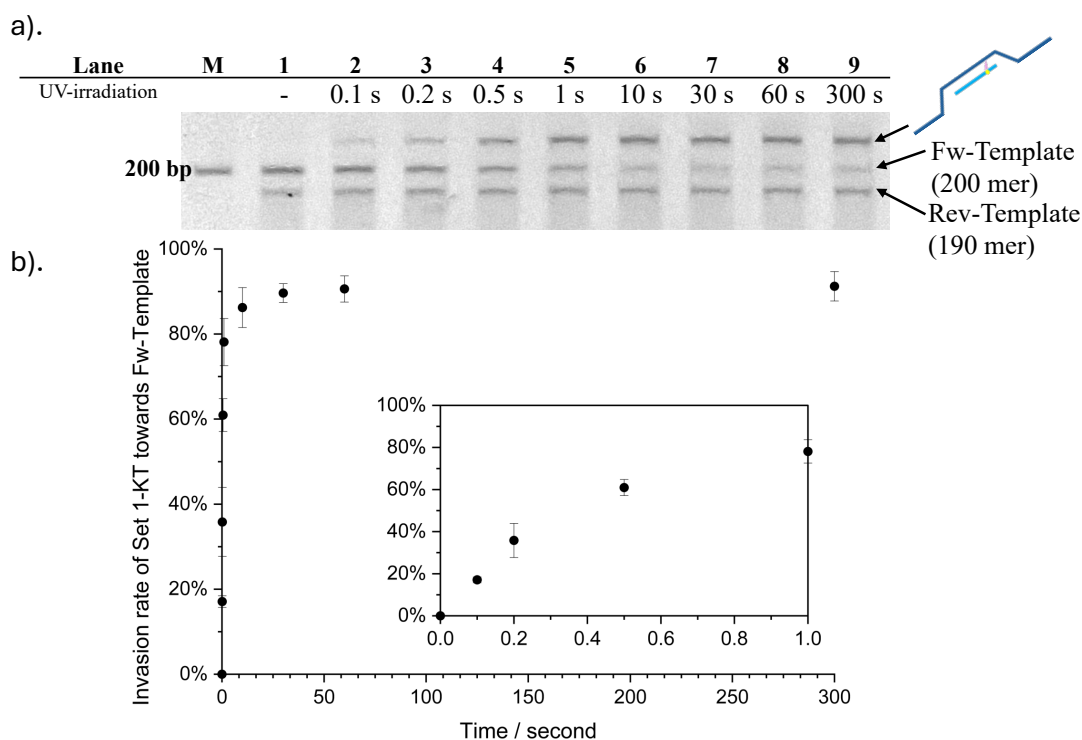 a).
Lane M 1 2 3 4 5 6 7 8 9
UV-irradiation - 0.1 s 0.2 s 0.5 s 1 s 10 s 30 s 60 s 300 s
200 bp
Fw-Template
(200 mer)
Rev-Template
(190 mer)
b).
Invasion rate of Set 1-KT towards Fw-Template
100%
80%
60%
40%
20%
0%
100%
80%
60%
40%
20%
0%
0.0 0.2 0.4 0.6 0.8 1.0
0 50 100 150 200 250 300
Time / second